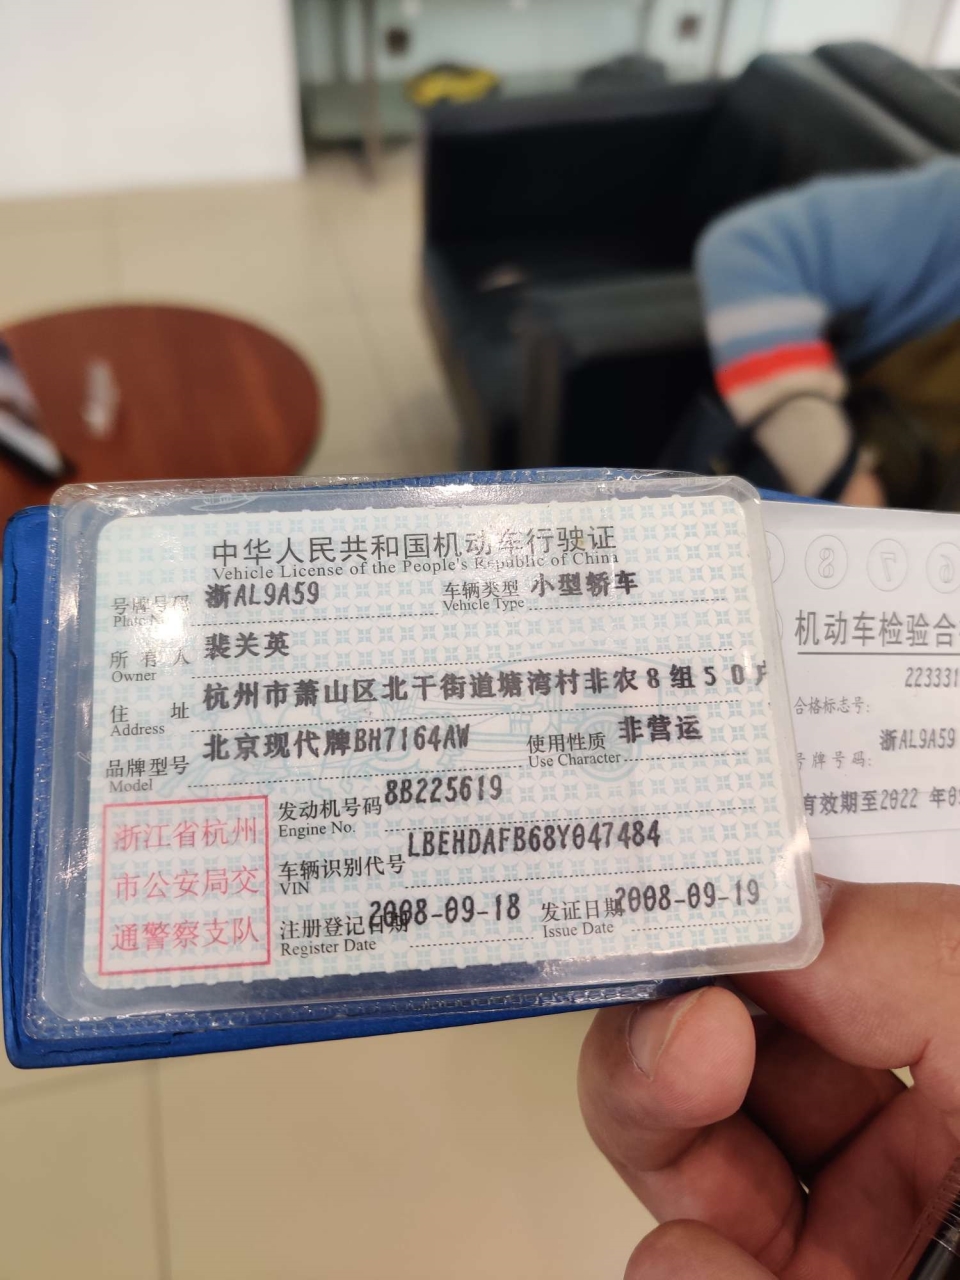 中华人民共和国机动车行驶证
Vehicle License of the People's Republic of China
号牌号码 浙AL9A59 车辆类型 小型轿车
Plate No. Vehicle Type
所有人 裴关英
Owner
住址 杭州市萧山区北干街道塘湾村非农8组50户
Address
品牌型号 北京现代牌BH7164AW 使用性质 非营运
Model Use Character
浙江省杭州
市公安局交
通警察支队
发动机号码 8B225619
Engine No.
车辆识别代号 LBEHDAFB68Y047484
VIN
注册登记日期 2008-09-18 发证日期 2008-09-19
Register Date Issue Date
8 7 6
机动车检验合
223331
合格标志号:
浙AL9A59
号牌号码:
有效期至2022 年0